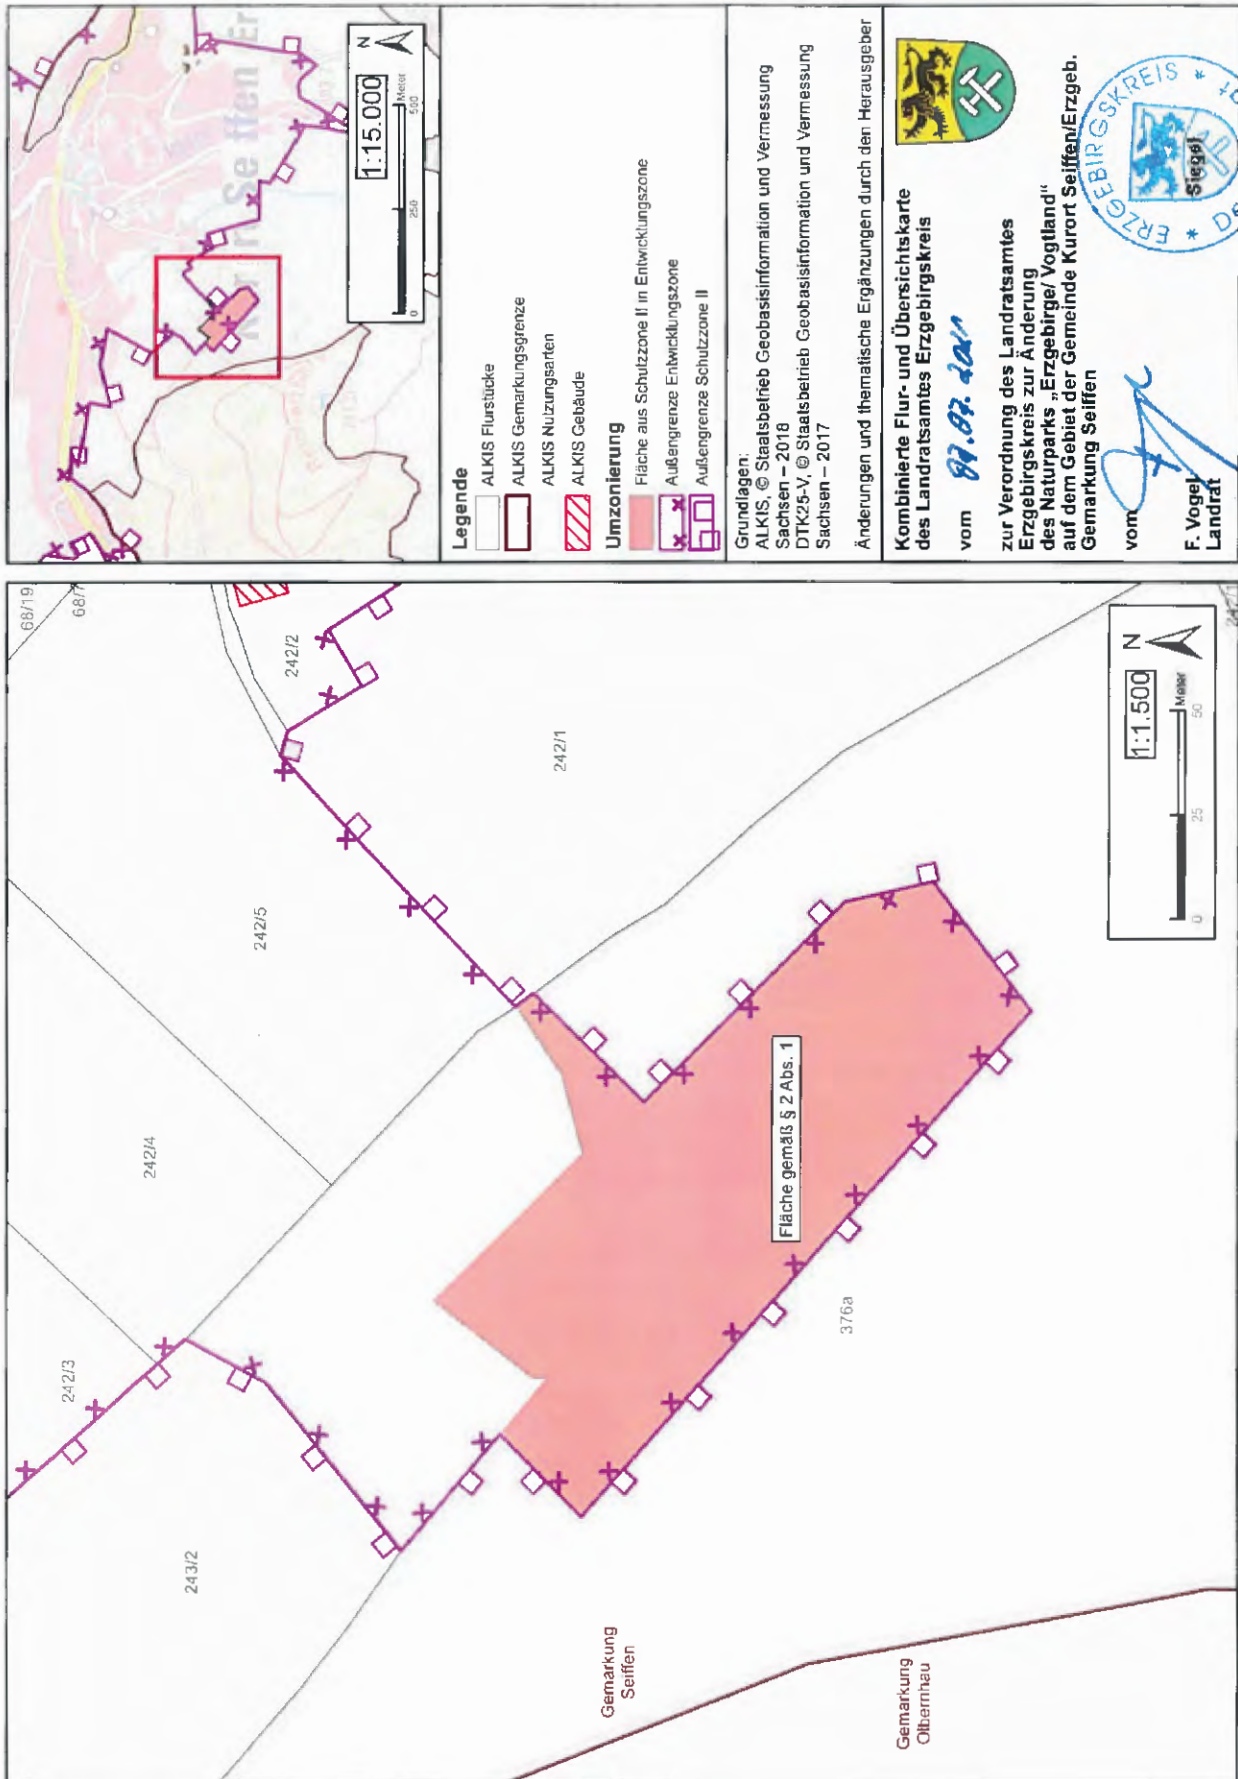 68/19
68/7
242/2
242/1
242/5
242/4
242/3
243/2
376a
247/1
Fläche gemäß § 2 Abs. 1
Gemarkung
Seiffen
Gemarkung
Olbernhau
1:1.500
N
0 25 50
Meter
1:15.000
N
0 250 500
Meter
Legende
ALKIS Flurstücke
ALKIS Gemarkungsgrenze
ALKIS Nutzungsarten
ALKIS Gebäude
Umzonierung
Fläche aus Schutzzone II in Entwicklungszone
Außengrenze Entwicklungszone
Außengrenze Schutzzone II
Grundlagen:
ALKIS, © Staatsbetrieb Geobasisinformation und Vermessung
Sachsen – 2018
DTK25-V, © Staatsbetrieb Geobasisinformation und Vermessung
Sachsen – 2017
Änderungen und thematische Ergänzungen durch den Herausgeber
Kombinierte Flur- und Übersichtskarte
des Landratsamtes Erzgebirgskreis
vom
zur Verordnung des Landratsamtes
Erzgebirgskreis zur Änderung
des Naturparks „Erzgebirge/ Vogtland“
auf dem Gebiet der Gemeinde Kurort Seiffen/Erzgeb.
Gemarkung Seiffen
vom
F. Vogel
Landrat
* ERZGEBIRGSKREIS *
Siegel